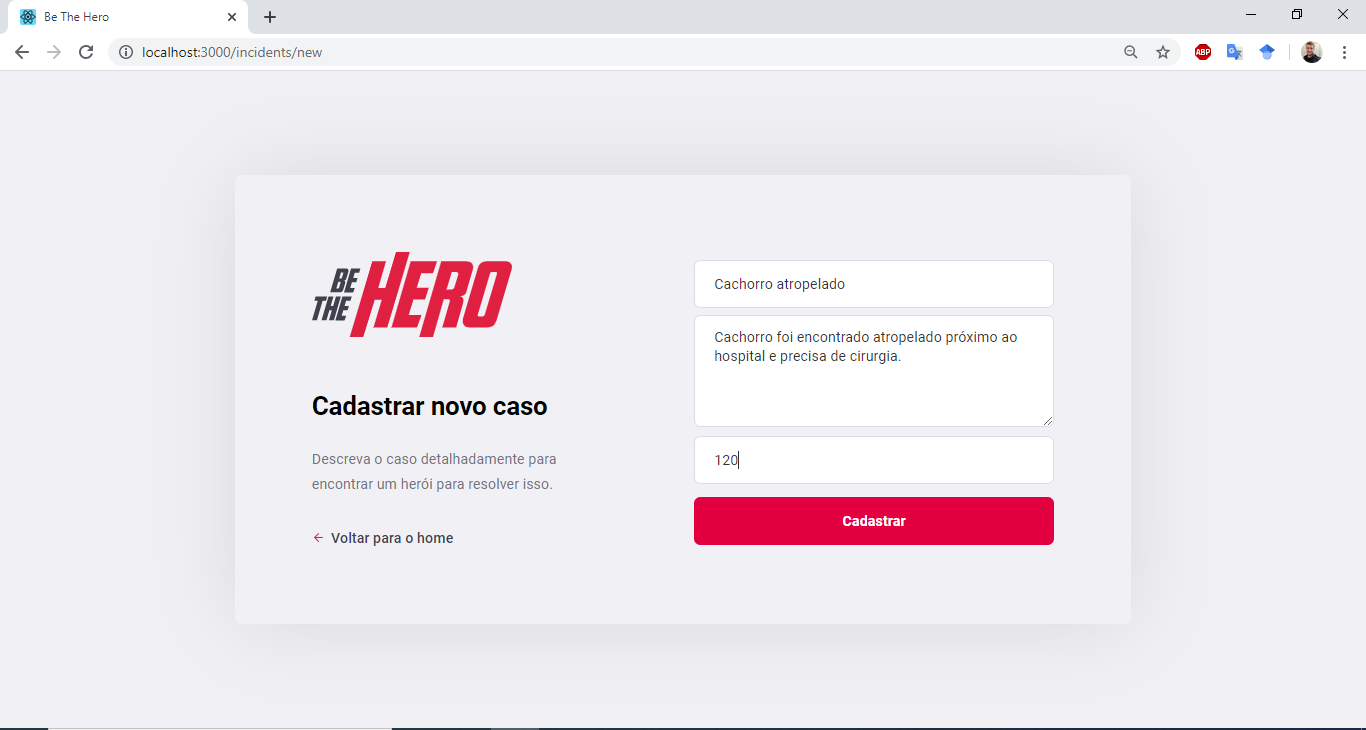 Be The Hero
localhost:3000/incidents/new
ABP
BE
THE HERO
Cadastrar novo caso
Descreva o caso detalhadamente para
encontrar um herói para resolver isso.
Voltar para o home
Cachorro atropelado
Cachorro foi encontrado atropelado próximo ao
hospital e precisa de cirurgia.
120
Cadastrar